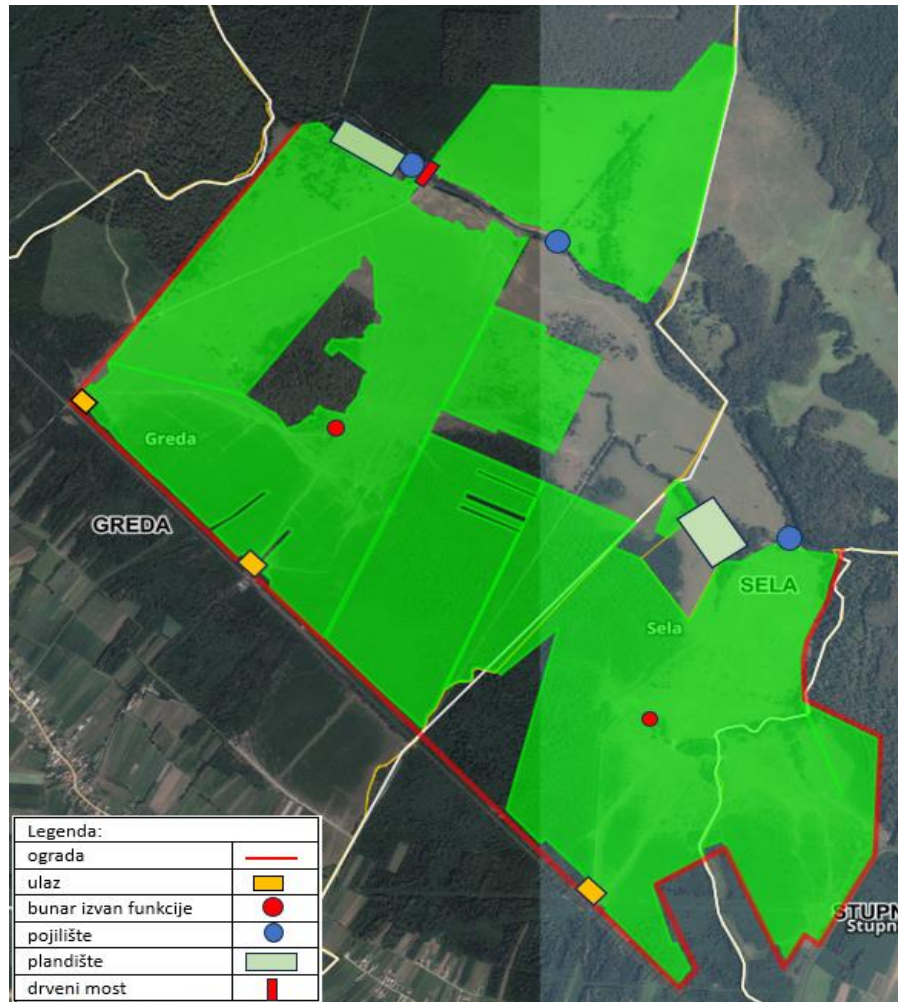 Greda
GREDA
SELA
Sela
STUPN
Stupn
Legenda:
ograda
ulaz
bunar izvan funkcije
pojilište
plandište
drveni most